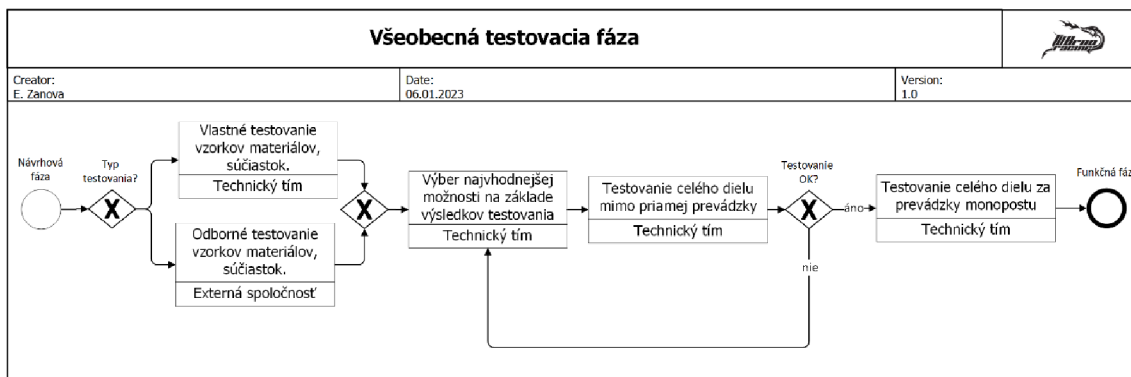 Všeobecná testovacia fáza
Creator:
E. Zanova
Date:
06.01.2023
Version:
1.0
Návrhová
fáza
Typ
testovania?
X
Vlastné testovanie
vzorkov materiálov,
súčiastok.
Technický tím
Odborné testovanie
vzorkov materiálov,
súčiastok.
Externá spoločnosť
X
Výber najvhodnejšej
možnosti na základe
výsledkov testovania
Technický tím
Testovanie celého dielu
mimo priamej prevádzky
Technický tím
Testovanie
OK?
X
áno
nie
Testovanie celého dielu za
prevádzky monopostu
Technický tím
Funkčná fáz